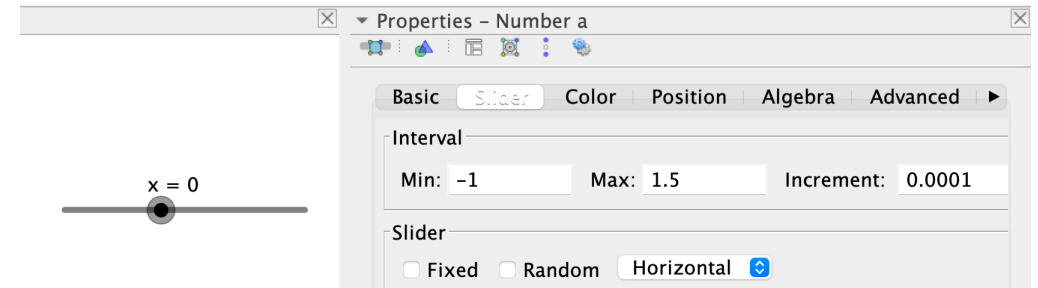 Properties – Number a
Basic Slider Color Position Algebra Advanced
Interval
Min: -1 Max: 1.5 Increment: 0.0001
x = 0
Slider
Fixed Random Horizontal